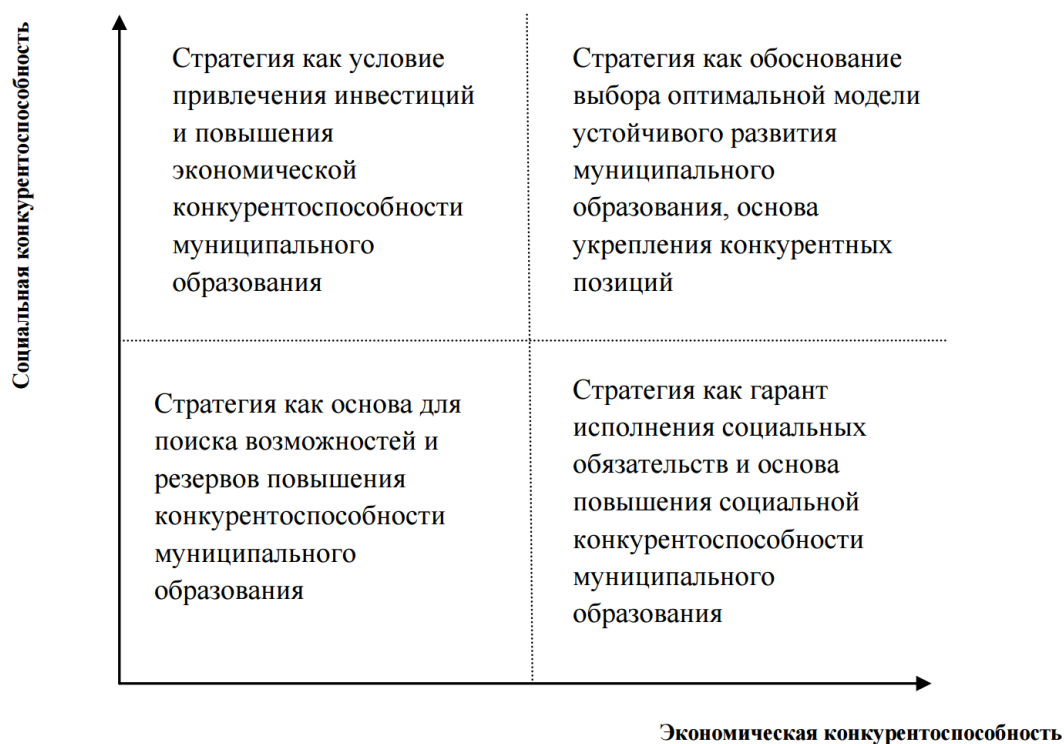 Социальная конкурентоспособность
Стратегия как условие
привлечения инвестиций
и повышения
экономической
конкурентоспособности
муниципального
образования
Стратегия как обоснование
выбора оптимальной модели
устойчивого развития
муниципального
образования, основа
укрепления конкурентных
позиций
Стратегия как основа для
поиска возможностей и
резервов повышения
конкурентоспособности
муниципального
образования
Стратегия как гарант
исполнения социальных
обязательств и основа
повышения социальной
конкурентоспособности
муниципального
образования
Экономическая конкурентоспособность